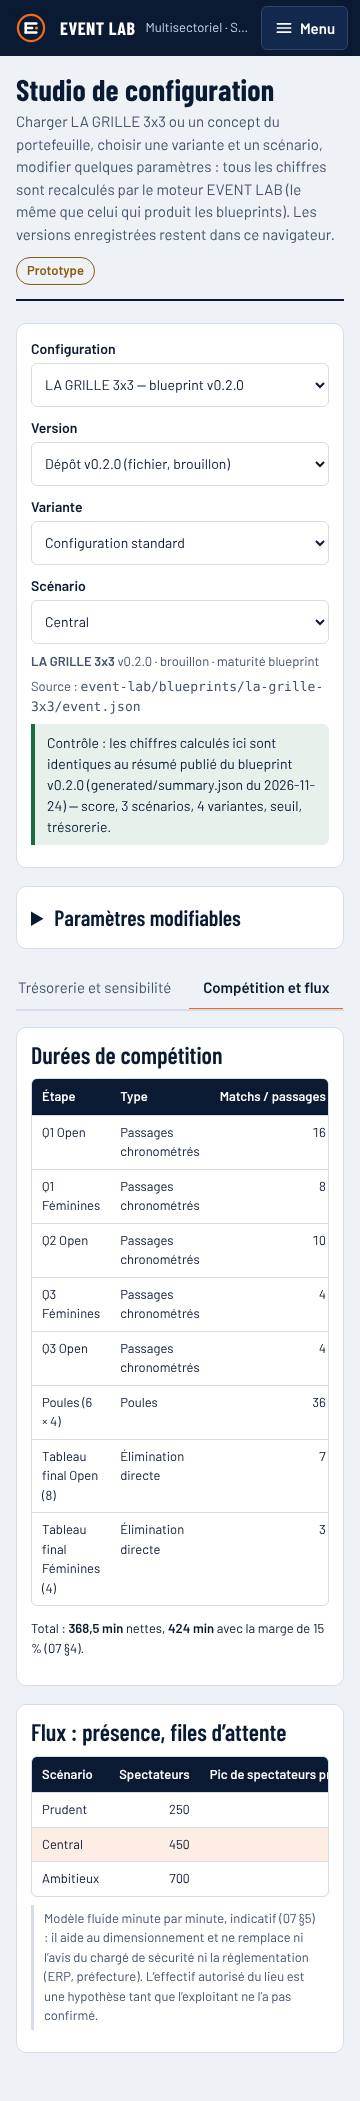 EVENT LAB Multisectoriel · S… Menu
Studio de configuration
Charger LA GRILLE 3x3 ou un concept du
portefeuille, choisir une variante et un scénario,
modifier quelques paramètres : tous les chiffres
sont recalculés par le moteur EVENT LAB (le
même que celui qui produit les blueprints). Les
versions enregistrées restent dans ce navigateur.
Prototype
Configuration
LA GRILLE 3x3 — blueprint v0.2.0
Version
Dépôt v0.2.0 (fichier, brouillon)
Variante
Configuration standard
Scénario
Central
LA GRILLE 3x3 v0.2.0 · brouillon · maturité blueprint
Source : event-lab/blueprints/la-grille-
3x3/event.json
Contrôle : les chiffres calculés ici sont
identiques au résumé publié du blueprint
v0.2.0 (generated/summary.json du 2026-11-
24) — score, 3 scénarios, 4 variantes, seuil,
trésorerie.
Paramètres modifiables
Trésorerie et sensibilité Compétition et flux
Durées de compétition
Étape Type Matchs / passages
Q1 Open Passages chronométrés 16
Q1 Féminines Passages chronométrés 8
Q2 Open Passages chronométrés 10
Q3 Féminines Passages chronométrés 4
Q3 Open Passages chronométrés 4
Poules (6 × 4) Poules 36
Tableau final Open (8) Élimination directe 7
Tableau final Féminines (4) Élimination directe 3
Total : 368,5 min nettes, 424 min avec la marge de 15
% (07 §4).
Flux : présence, files d’attente
Scénario Spectateurs Pic de spectateurs pr
Prudent 250
Central 450
Ambitieux 700
Modèle fluide minute par minute, indicatif (07 §5)
: il aide au dimensionnement et ne remplace ni
l’avis du chargé de sécurité ni la réglementation
(ERP, préfecture). L’effectif autorisé du lieu est
une hypothèse tant que l’exploitant ne l’a pas
confirmé.